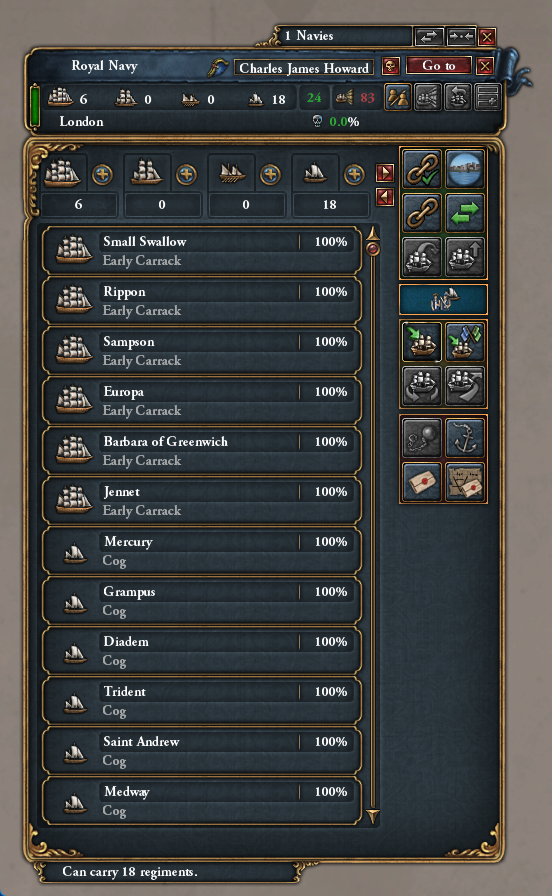 1 Navies
Royal Navy
Charles James Howard
Go to
6 0 0 18 24 83
London
0.0%
6 0 0 18
Small Swallow 100%
Early Carrack
Rippon 100%
Early Carrack
Sampson 100%
Early Carrack
Europa 100%
Early Carrack
Barbara of Greenwich 100%
Early Carrack
Jennet 100%
Early Carrack
Mercury 100%
Cog
Grampus 100%
Cog
Diadem 100%
Cog
Trident 100%
Cog
Saint Andrew 100%
Cog
Medway 100%
Cog
Can carry 18 regiments.